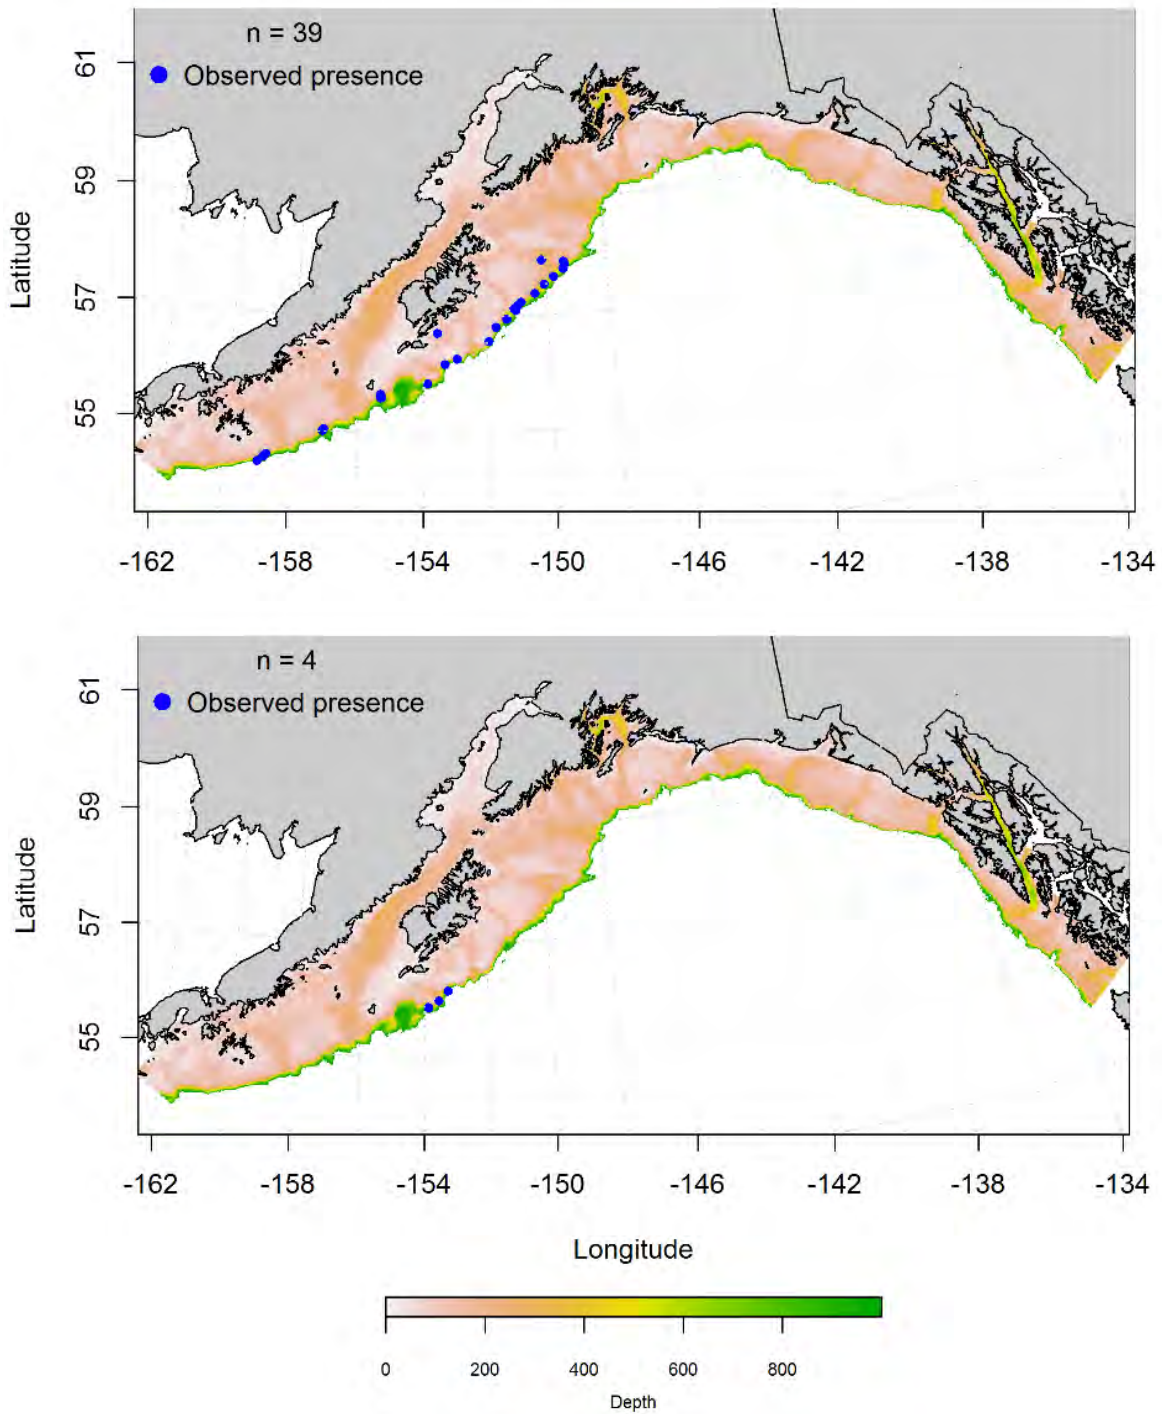 n = 39
Observed presence
61
59
57
55
Latitude
-162 -158 -154 -150 -146 -142 -138 -134
n = 4
Observed presence
61
59
57
55
Latitude
-162 -158 -154 -150 -146 -142 -138 -134
Longitude
0 200 400 600 800
Depth